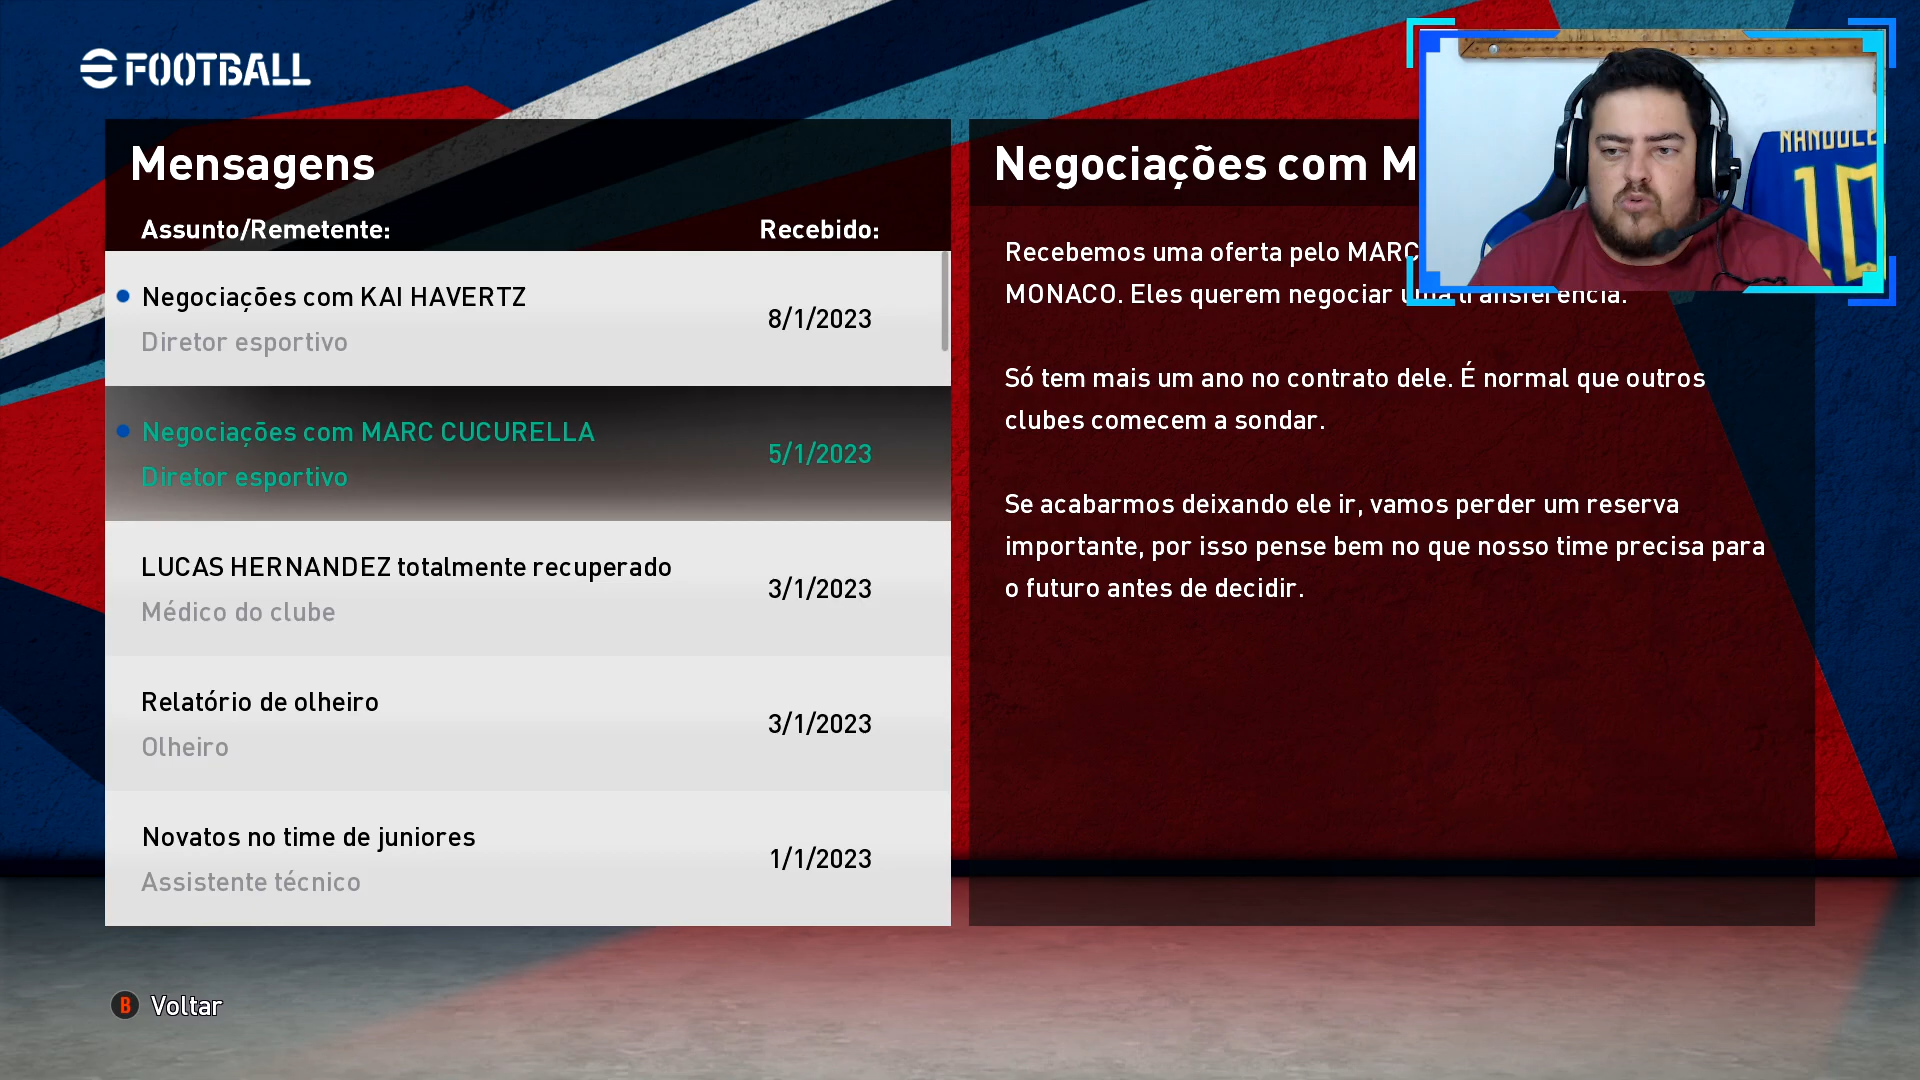 FOOTBALL
Mensagens
Assunto/Remetente:
Recebido:
Negociações com KAI HAVERTZ
Diretor esportivo
8/1/2023
Negociações com MARC CUCURELLA
Diretor esportivo
5/1/2023
LUCAS HERNANDEZ totalmente recuperado
Médico do clube
3/1/2023
Relatório de olheiro
Olheiro
3/1/2023
Novatos no time de juniores
Assistente técnico
1/1/2023
Negociações com M
Recebemos uma oferta pelo MARC
MONACO. Eles querem negociar uma transferência.
Só tem mais um ano no contrato dele. É normal que outros
clubes comecem a sondar.
Se acabarmos deixando ele ir, vamos perder um reserva
importante, por isso pense bem no que nosso time precisa para
o futuro antes de decidir.
10
B Voltar